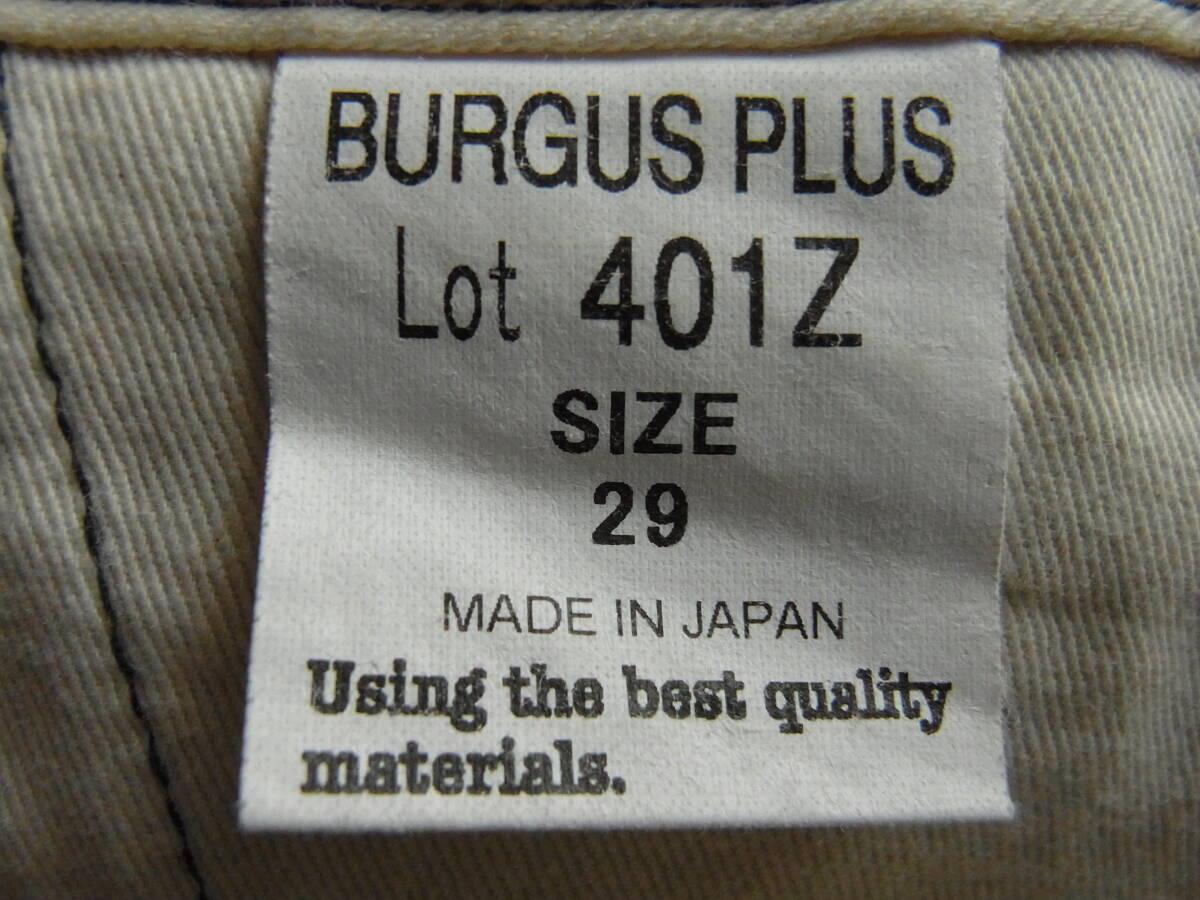 BURGUS PLUS
Lot 401Z
SIZE
29
MADE IN JAPAN
Using the best quality
materials.